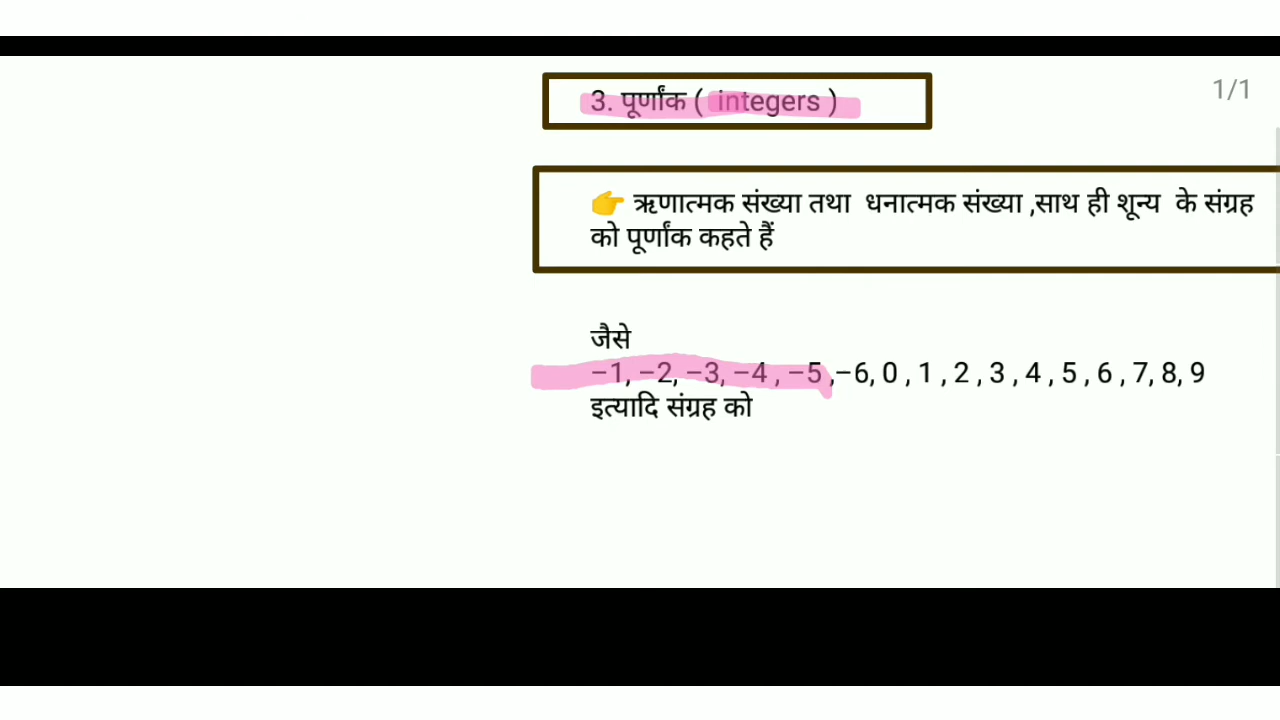 1/1
3. पूर्णांक ( integers )
👉 ऋणात्मक संख्या तथा धनात्मक संख्या ,साथ ही शून्य के संग्रह
को पूर्णांक कहते हैं
जैसे
−1, −2, −3, −4 , −5 ,−6, 0 , 1 , 2 , 3 , 4 , 5 , 6 , 7, 8, 9
इत्यादि संग्रह को